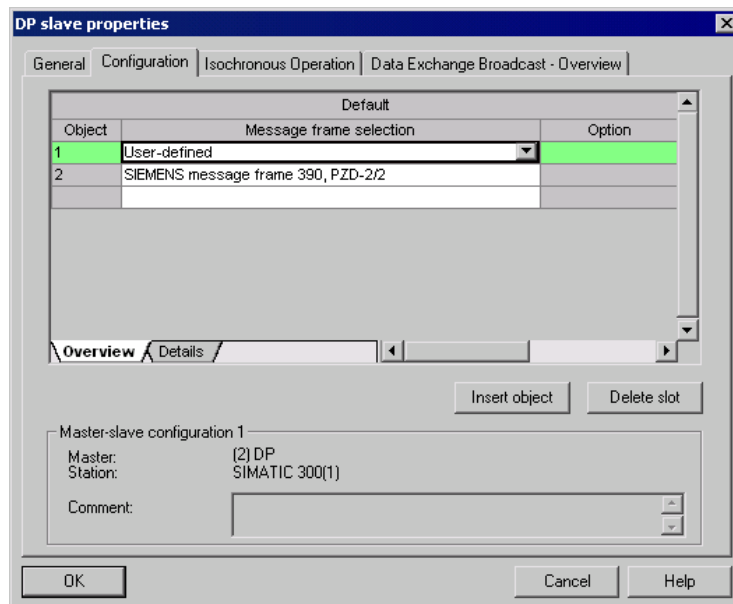 DP slave properties
General Configuration Isochronous Operation Data Exchange Broadcast - Overview
Default
Object Message frame selection Option
1 User-defined
2 SIEMENS message frame 390, PZD-2/2
Overview Details
Insert object Delete slot
Master-slave configuration 1
Master: (2) DP
Station: SIMATIC 300(1)
Comment:
OK Cancel Help